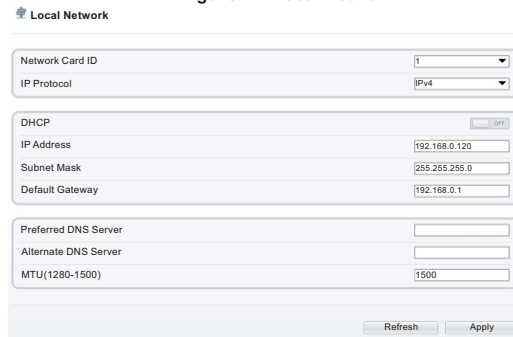 Local Network
Network Card ID 1
IP Protocol IPv4
DHCP OFF
IP Address 192.168.0.120
Subnet Mask 255.255.255.0
Default Gateway 192.168.0.1
Preferred DNS Server
Alternate DNS Server
MTU(1280-1500) 1500
Refresh Apply